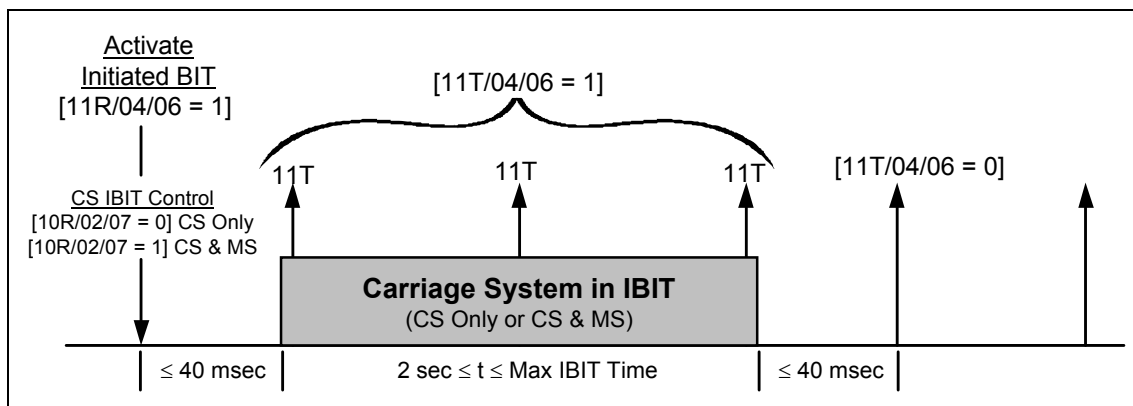 Activate
Initiated BIT
[11R/04/06 = 1]
CS IBIT Control
[10R/02/07 = 0] CS Only
[10R/02/07 = 1] CS & MS
[11T/04/06 = 1]
11T
11T
11T
[11T/04/06 = 0]
Carriage System in IBIT
(CS Only or CS & MS)
≤ 40 msec
2 sec ≤ t ≤ Max IBIT Time
≤ 40 msec